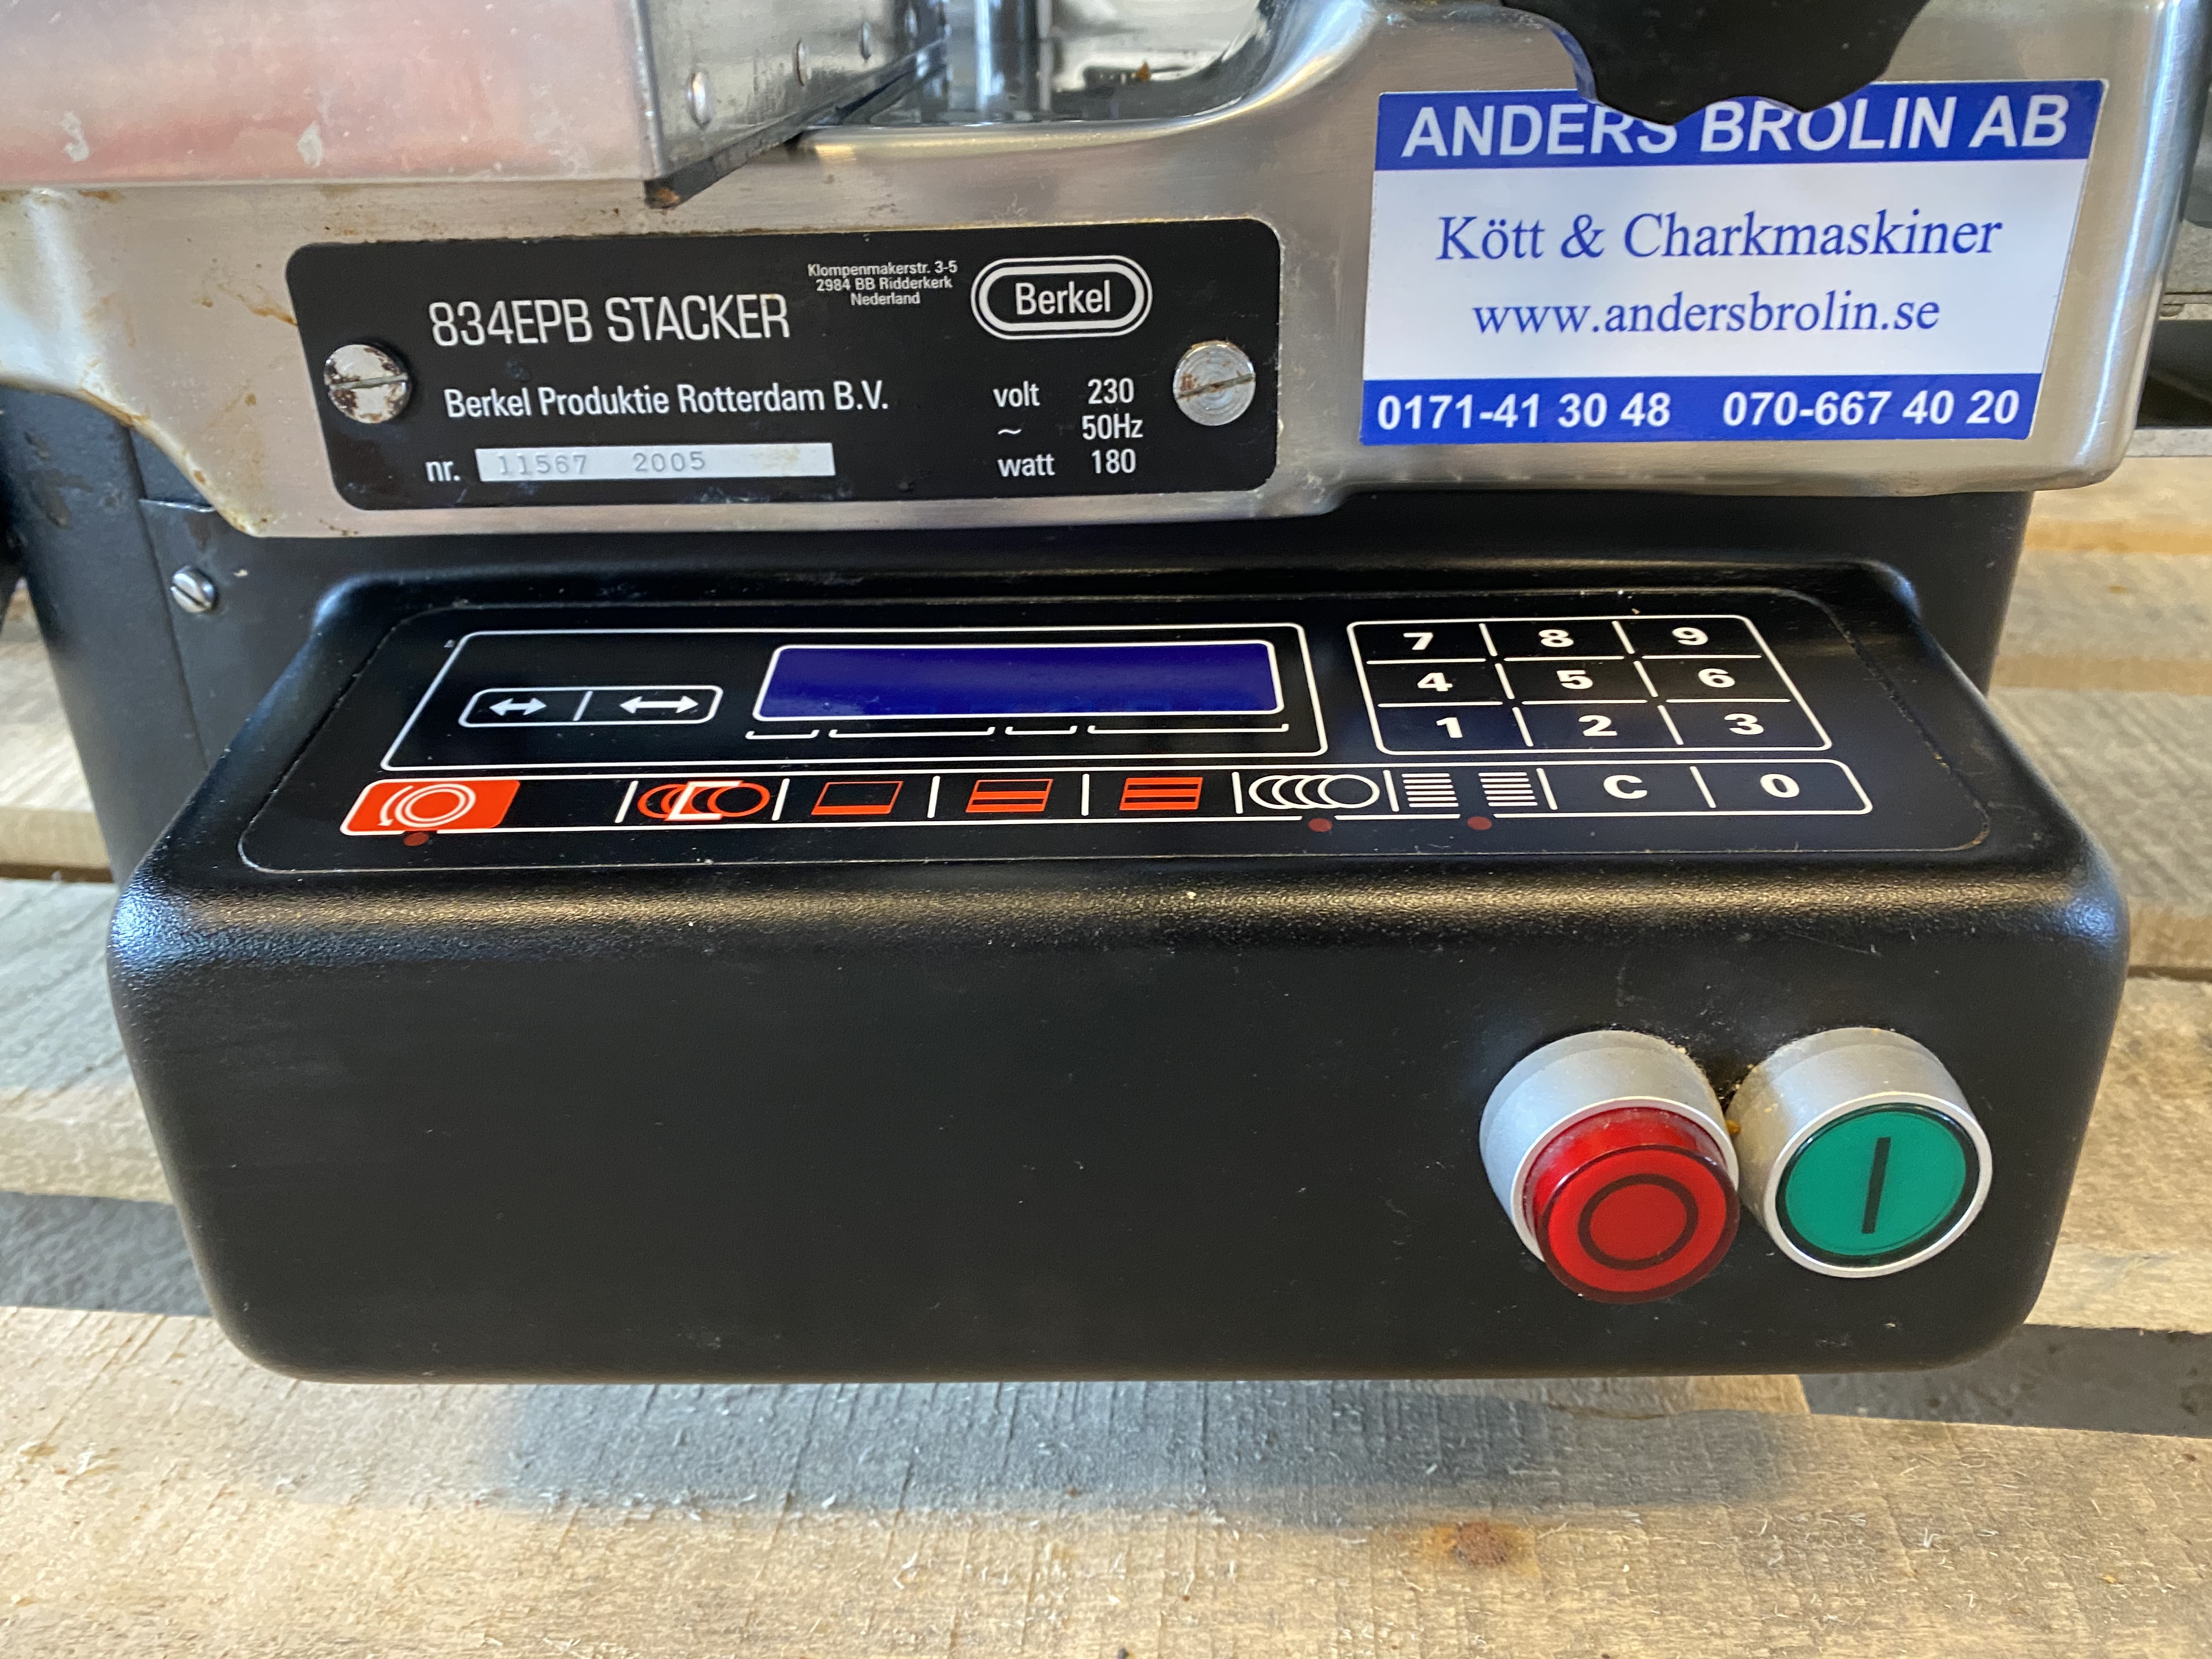 ANDERS BROLIN AB
Kött & Charkmaskiner
www.andersbrolin.se
0171-41 30 48 070-667 40 20
834EPB STACKER
Klompenmakerstr. 3-5
2984 BB Ridderkerk
Nederland
Berkel
Berkel Produktie Rotterdam B.V.
nr. 11567 2005
volt 230
~ 50Hz
watt 180
7 8 9
4 5 6
1 2 3
C 0